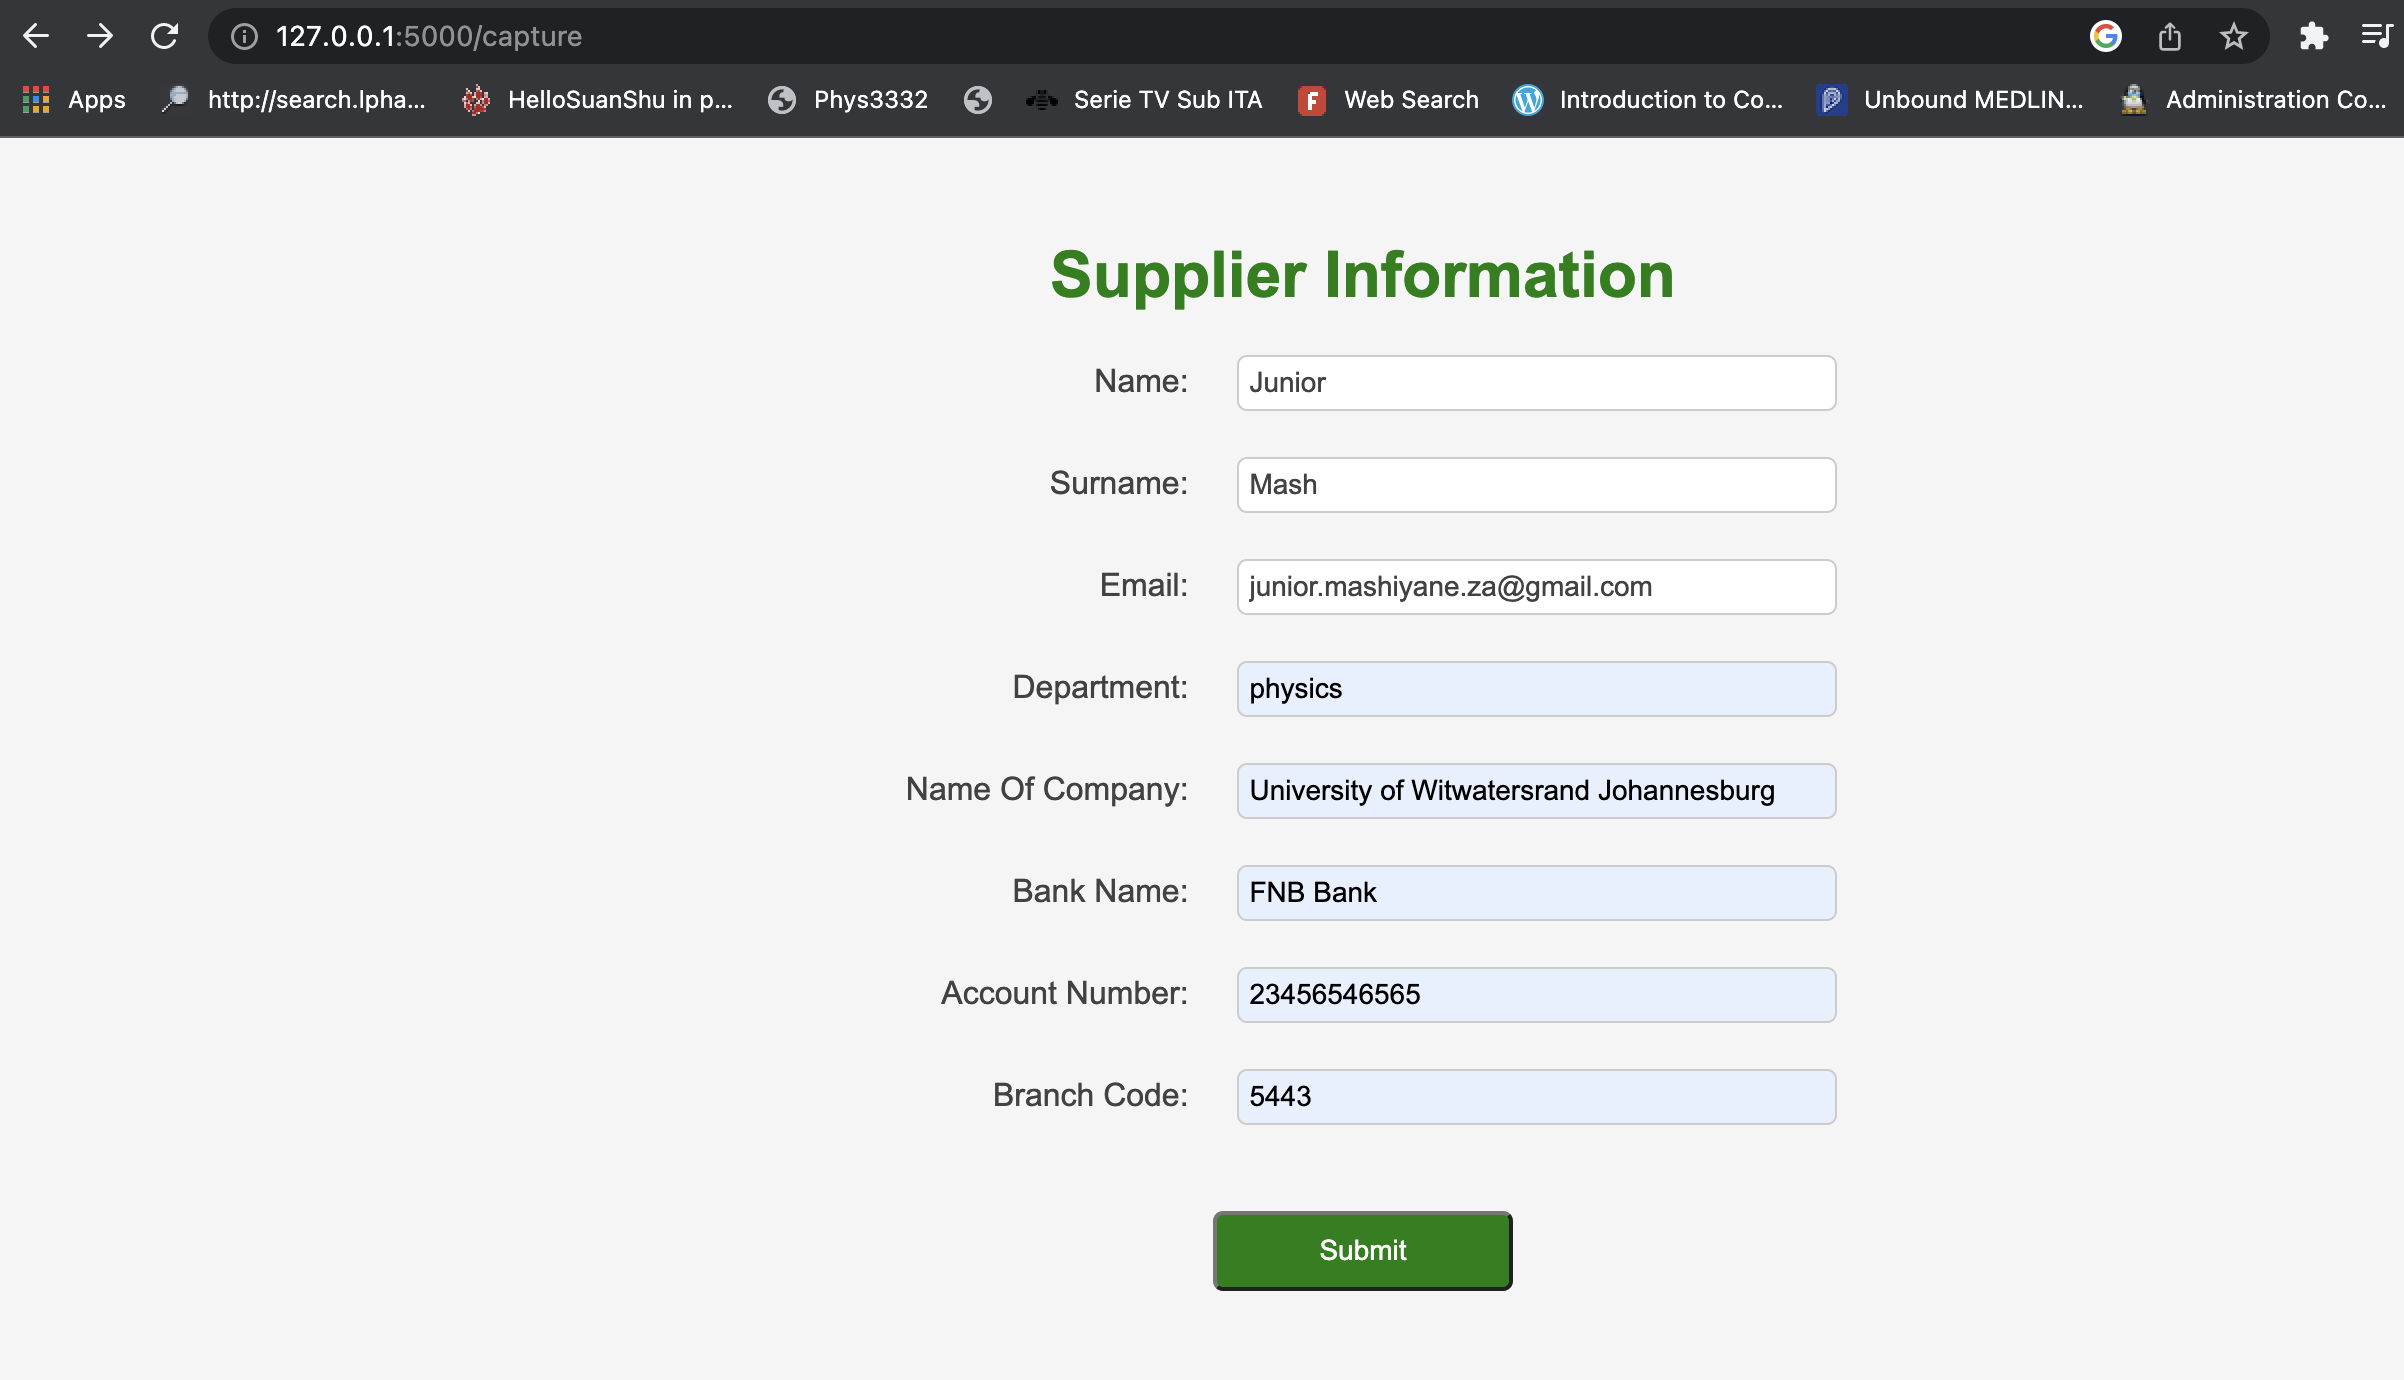 127.0.0.1:5000/capture
Apps http://search.lpha... HelloSuanShu in p... Phys3332 Serie TV Sub ITA Web Search Introduction to Co... Unbound MEDLIN... Administration Co...
Supplier Information
Name: Junior
Surname: Mash
Email: junior.mashiyane.za@gmail.com
Department: physics
Name Of Company: University of Witwatersrand Johannesburg
Bank Name: FNB Bank
Account Number: 23456546565
Branch Code: 5443
Submit